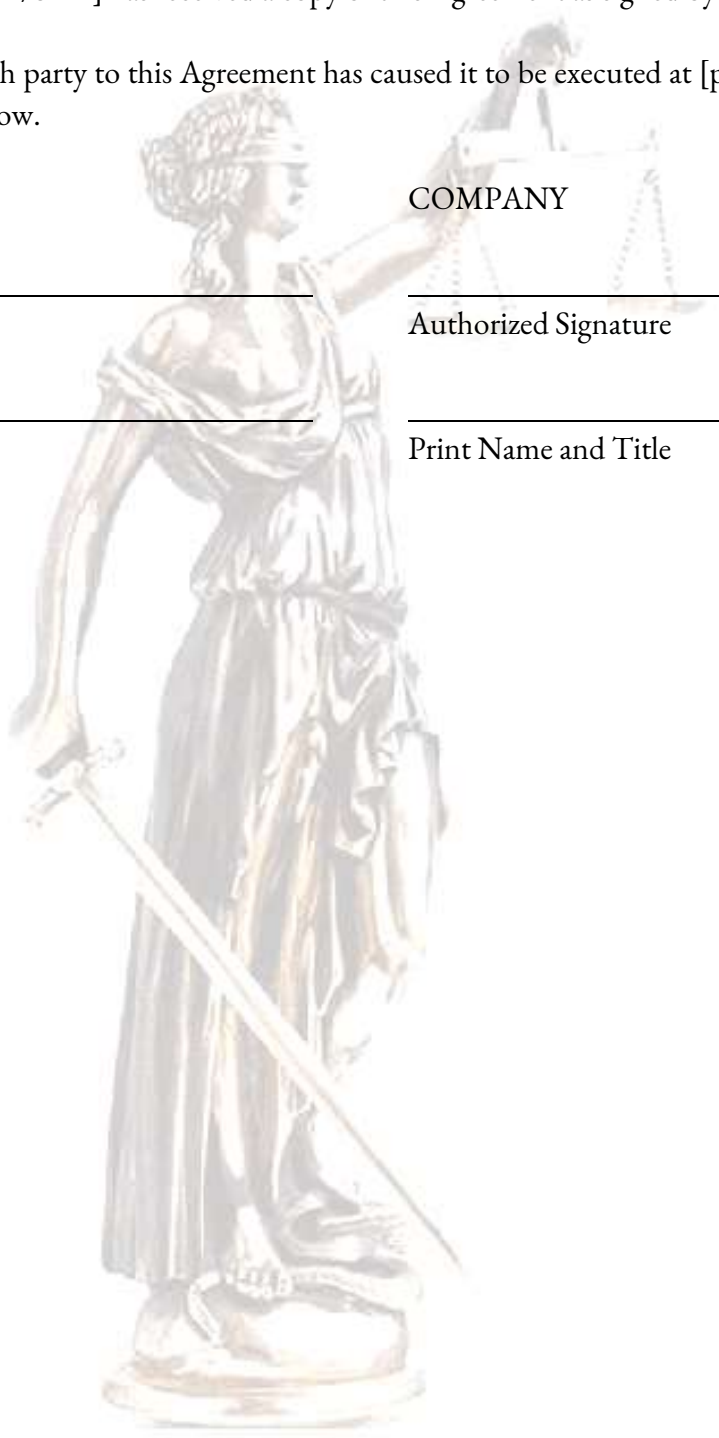 h party to this Agreement has caused it to be executed at [p
ow.
COMPANY
Authorized Signature
Print Name and Title